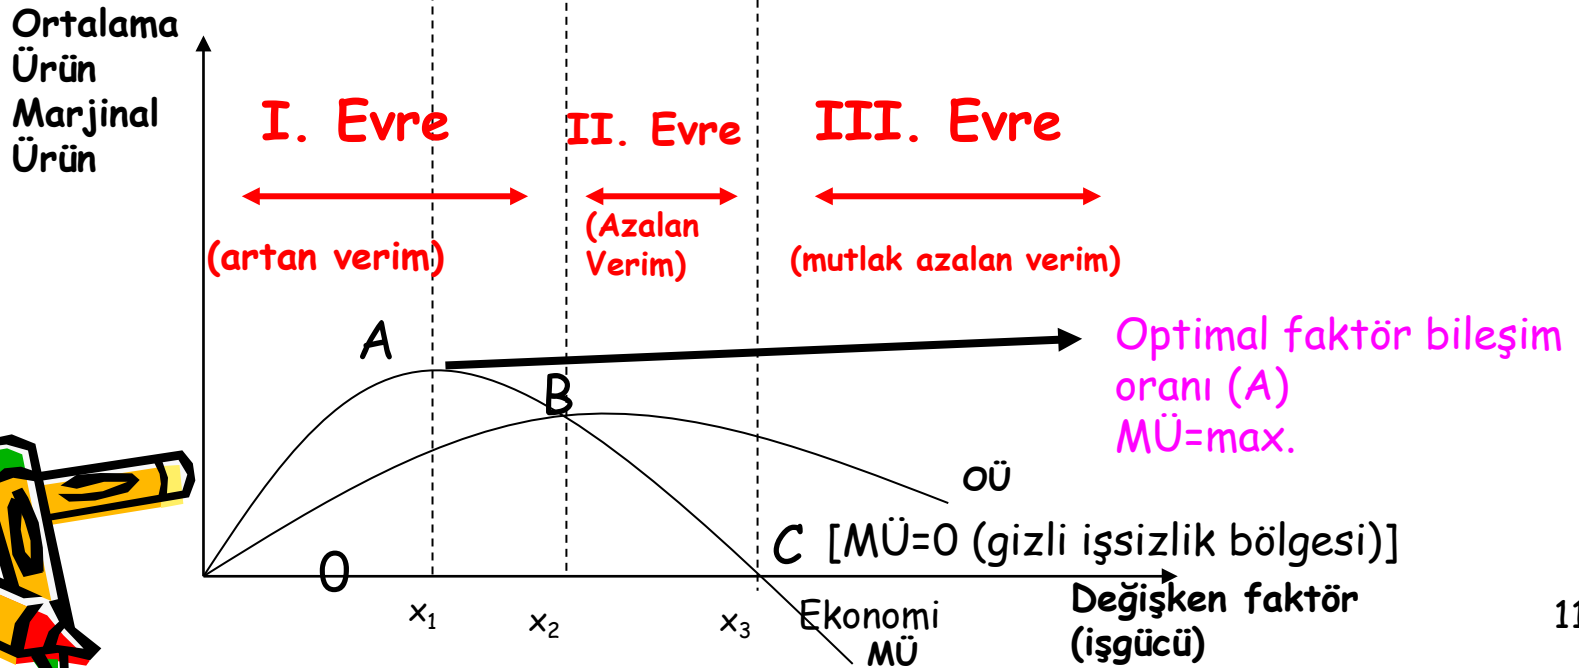 Ortalama
Ürün
Marjinal
Ürün
I. Evre
II. Evre
III. Evre
(artan verim)
(Azalan
Verim)
(mutlak azalan verim)
A
B
Optimal faktör bileşim
oranı (A)
MÜ=max.
OÜ
C [MÜ=0 (gizli işsizlik bölgesi)]
0
x1
x2
x3
Ekonomi
MÜ
Değişken faktör
(işgücü)
11